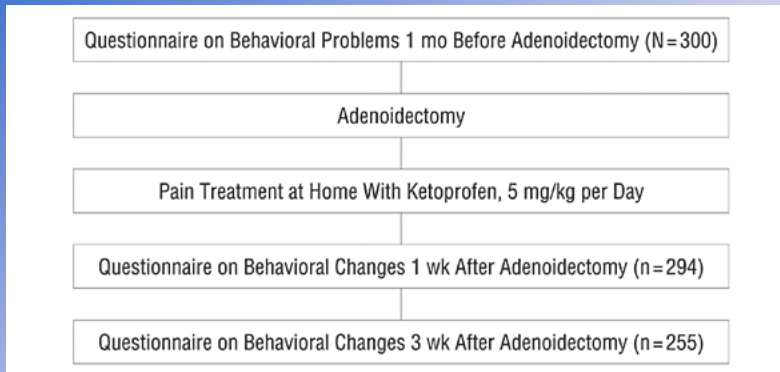 Questionnaire on Behavioral Problems 1 mo Before Adenoidectomy (N=300)
Adenoidectomy
Pain Treatment at Home With Ketoprofen, 5 mg/kg per Day
Questionnaire on Behavioral Changes 1 wk After Adenoidectomy (n=294)
Questionnaire on Behavioral Changes 3 wk After Adenoidectomy (n=255)